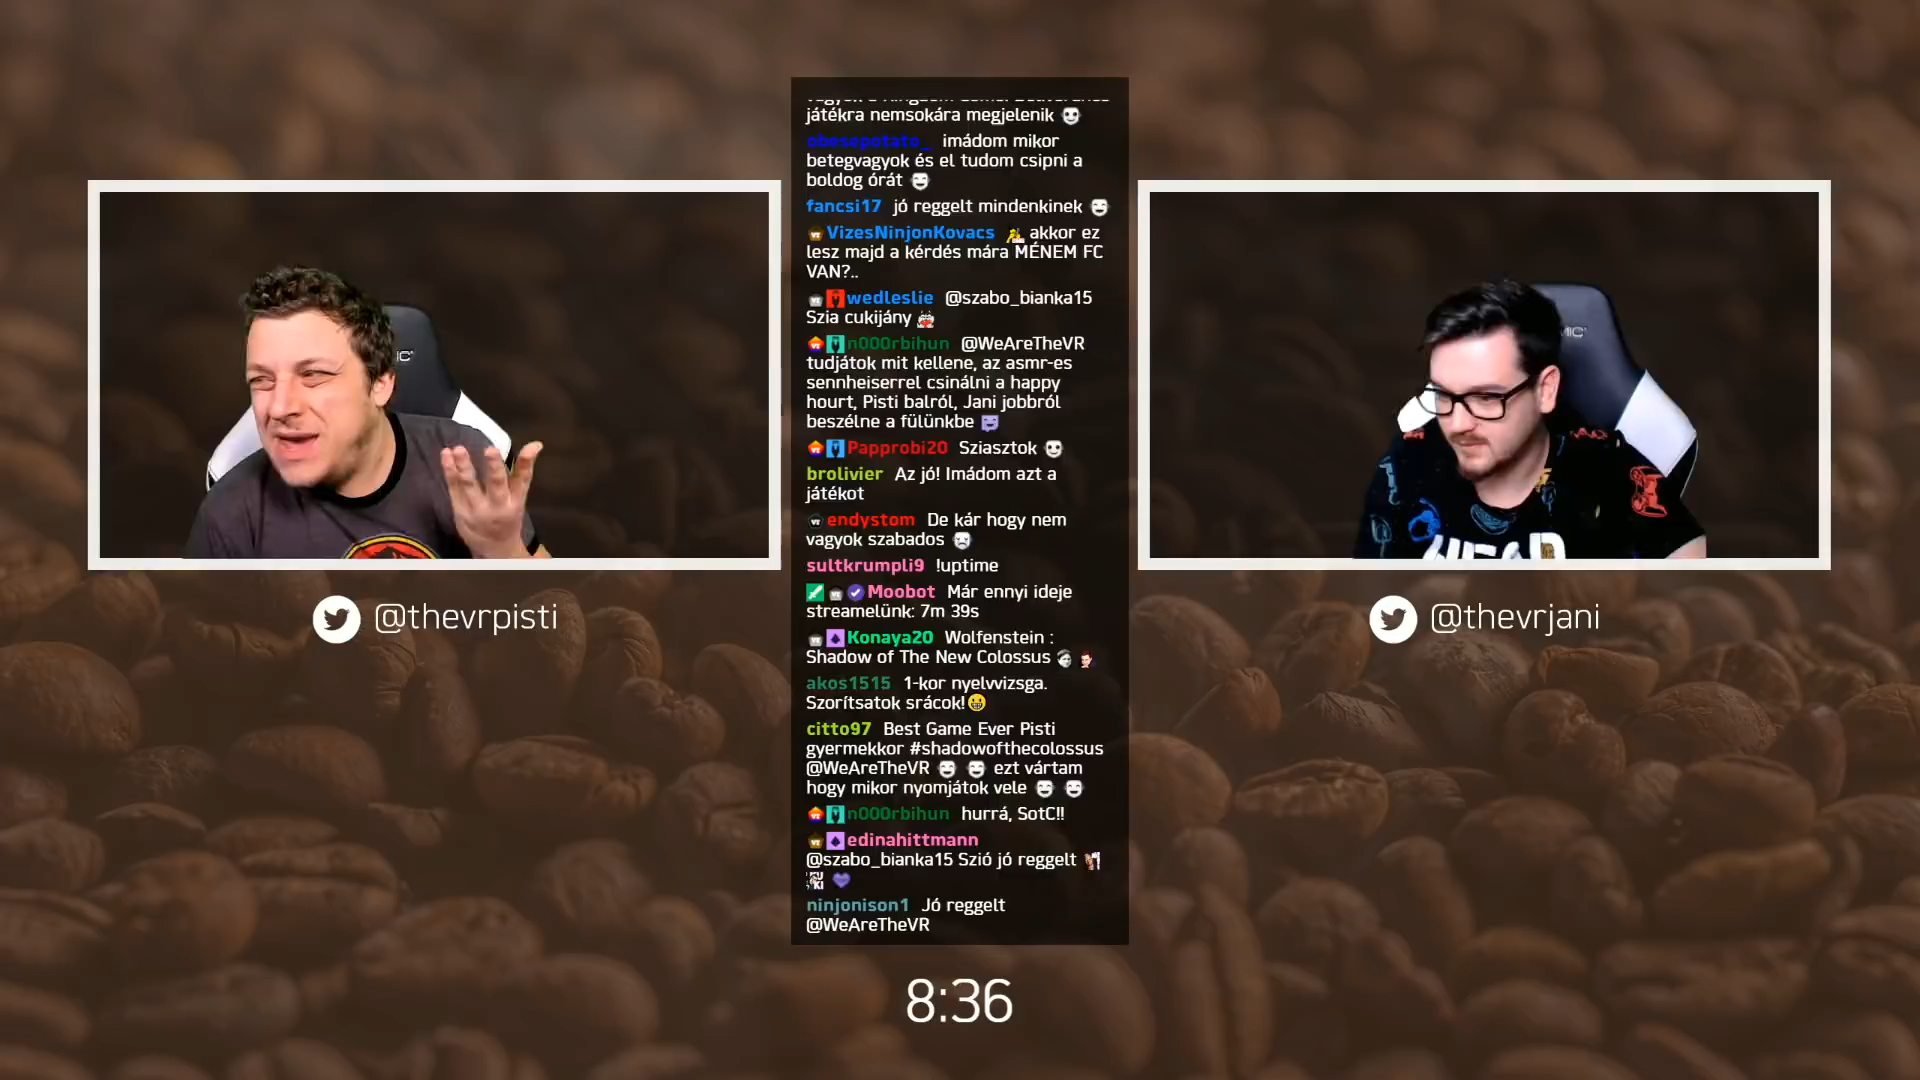 játékra nemsokára megjelenik
obesepotato_ imádom mikor
betegvagyok és el tudom csipni a
boldog órát
fancsi17 jó reggelt mindenkinek
VizesNinjonKovacs akkor ez
lesz majd a kérdés mára MÉNEM FC
VAN?..
wedleslie @szabo_bianka15
Szia cukijány
n000rbihun @WeAreTheVR
tudjátok mit kellene, az asmr-es
sennheiserrel csinálni a happy
hourt, Pisti balról, Jani jobbról
beszélne a fülünkbe
Papprobi20 Sziasztok
brolivier Az jó! Imádom azt a
játékot
endystom De kár hogy nem
vagyok szabados
sultkrumpli9 !uptime
Moobot Már ennyi ideje
streamelünk: 7m 39s
Konaya20 Wolfenstein :
Shadow of The New Colossus
akos1515 1-kor nyelvvizsga.
Szorítsatok srácok!
citto97 Best Game Ever Pisti
gyermekkor #shadowofthecolossus
@WeAreTheVR ezt vártam
hogy mikor nyomjátok vele
n000rbihun hurrá, SotC!!
edinahittmann
@szabo_bianka15 Szió jó reggelt
ninjonison1 Jó reggelt
@WeAreTheVR
@thevrpisti
@thevrjani
8:36